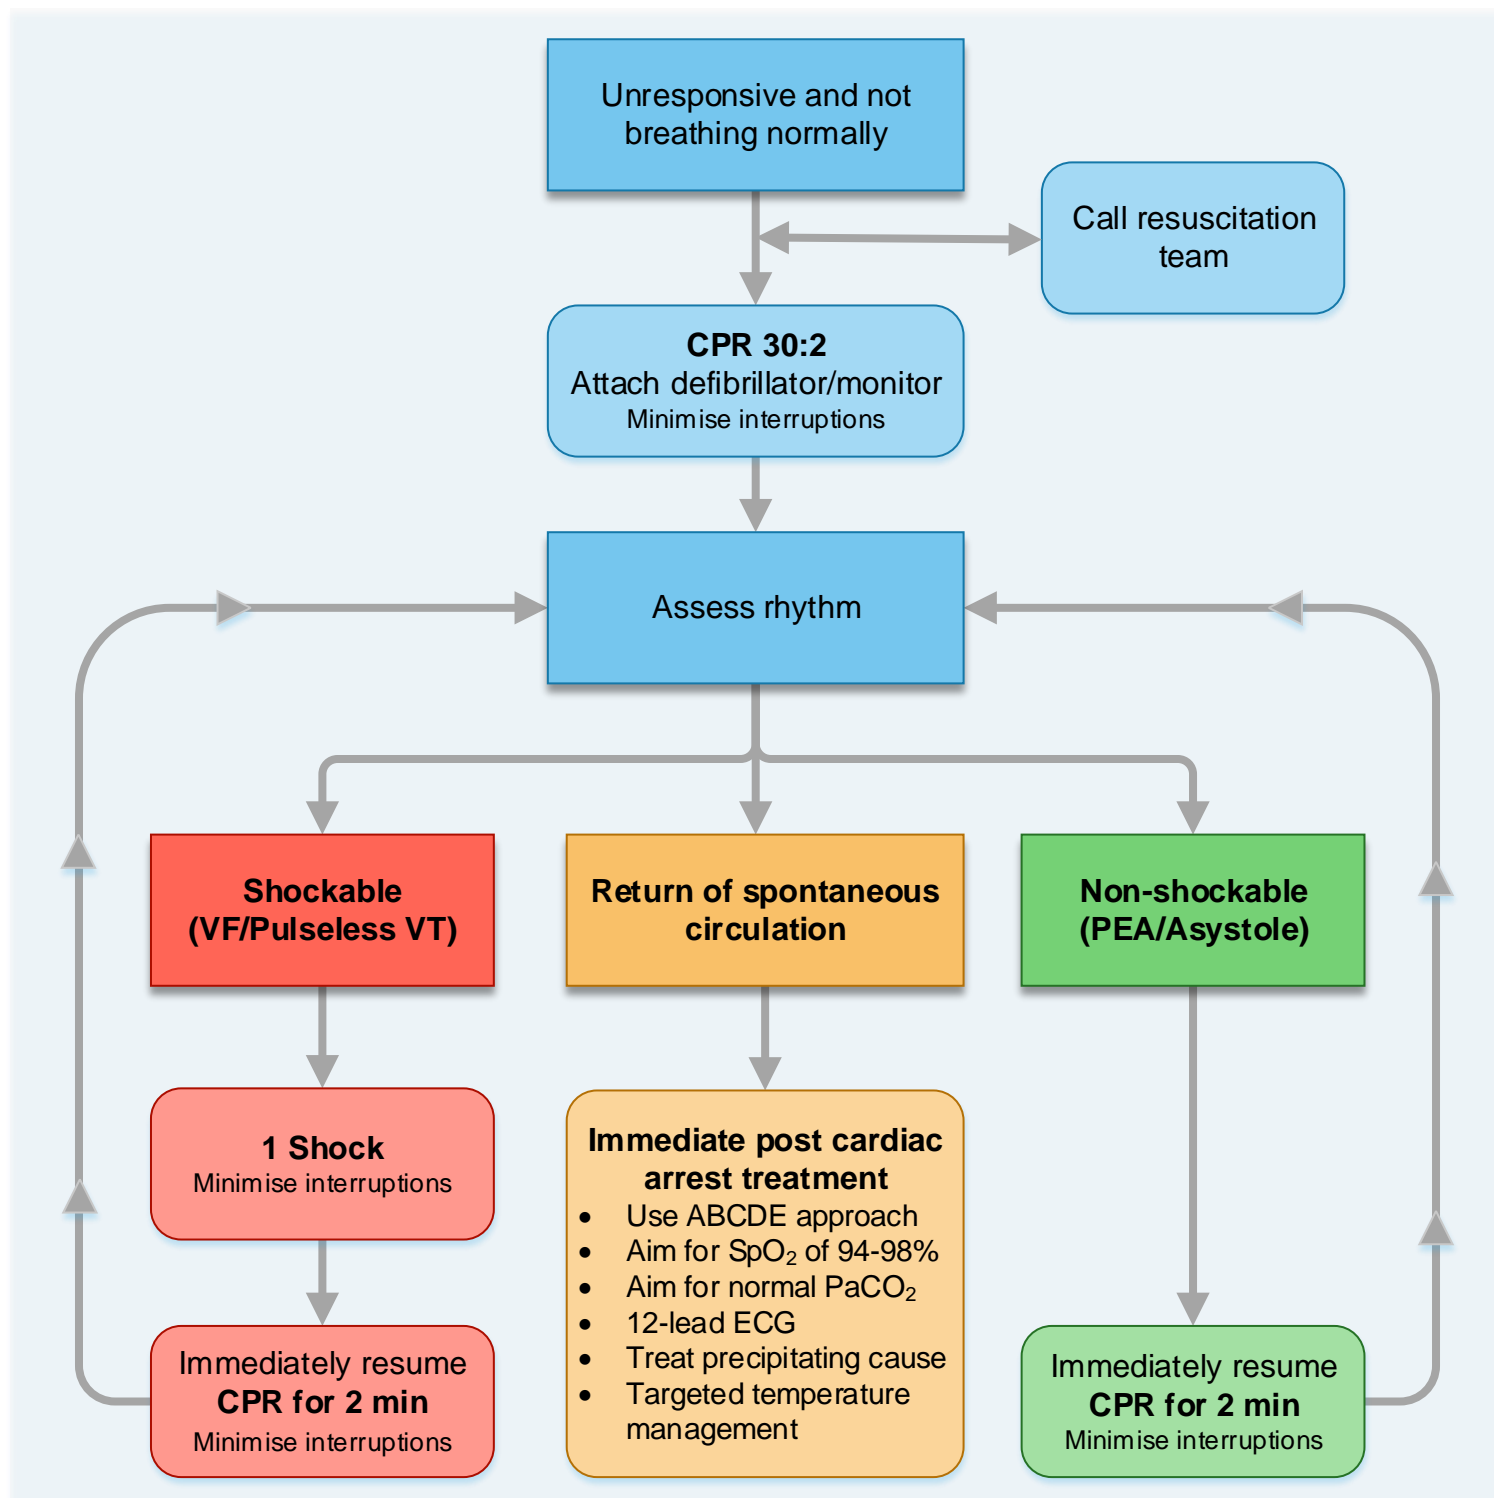 Unresponsive and not
breathing normally
Call resuscitation
team
CPR 30:2
Attach defibrillator/monitor
Minimise interruptions
Assess rhythm
Shockable
(VF/Pulseless VT)
Return of spontaneous
circulation
Non-shockable
(PEA/Asystole)
1 Shock
Minimise interruptions
Immediate post cardiac
arrest treatment
• Use ABCDE approach
• Aim for SpO₂ of 94-98%
• Aim for normal PaCO₂
• 12-lead ECG
• Treat precipitating cause
• Targeted temperature
management
Immediately resume
CPR for 2 min
Minimise interruptions
Immediately resume
CPR for 2 min
Minimise interruptions